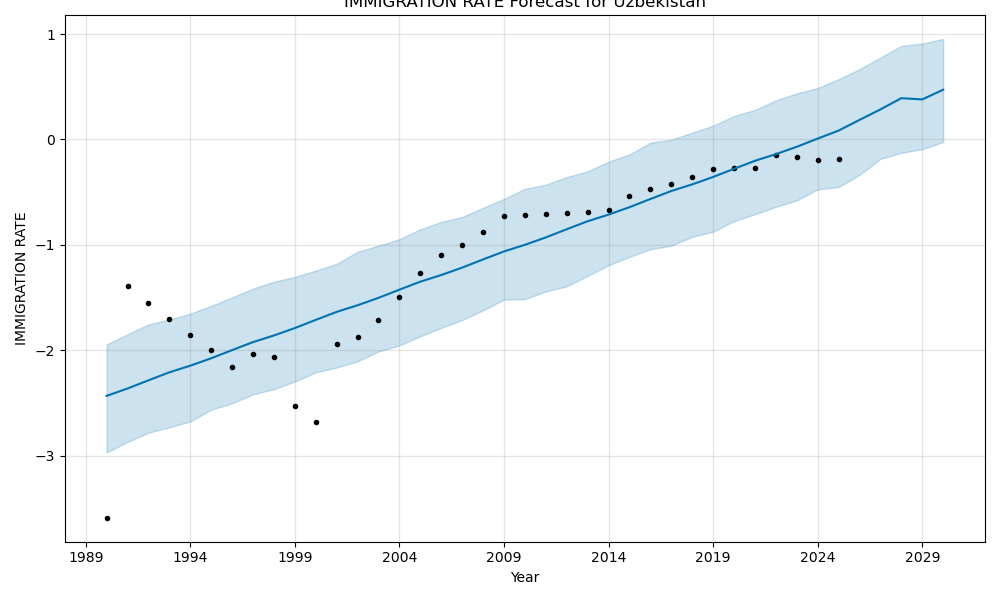 IMMIGRATION RATE Forecast for Uzbekistan
IMMIGRATION RATE
1
0
−1
−2
−3
1989 1994 1999 2004 2009 2014 2019 2024 2029
Year